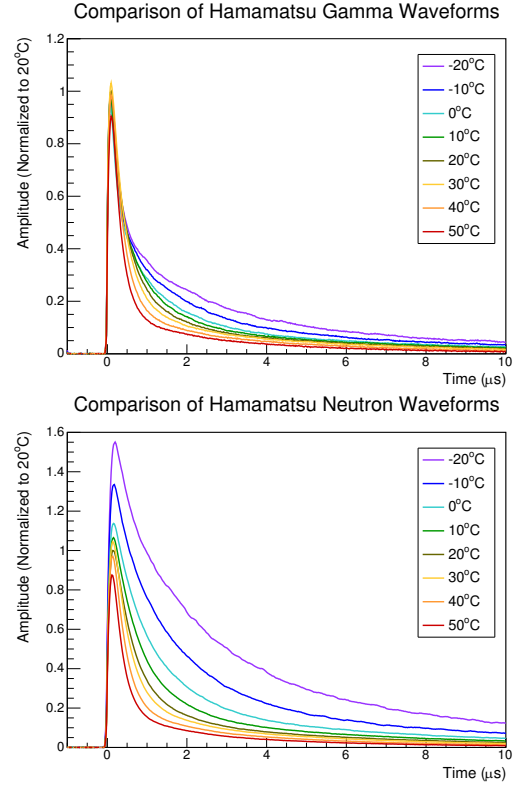 Comparison of Hamamatsu Gamma Waveforms
Amplitude (Normalized to 20°C)
1.2
1
0.8
0.6
0.4
0.2
0
-20°C
-10°C
0°C
10°C
20°C
30°C
40°C
50°C
0 2 4 6 8 10
Time (μs)
Comparison of Hamamatsu Neutron Waveforms
Amplitude (Normalized to 20°C)
1.6
1.4
1.2
1
0.8
0.6
0.4
0.2
0
-20°C
-10°C
0°C
10°C
20°C
30°C
40°C
50°C
0 2 4 6 8 10
Time (μs)